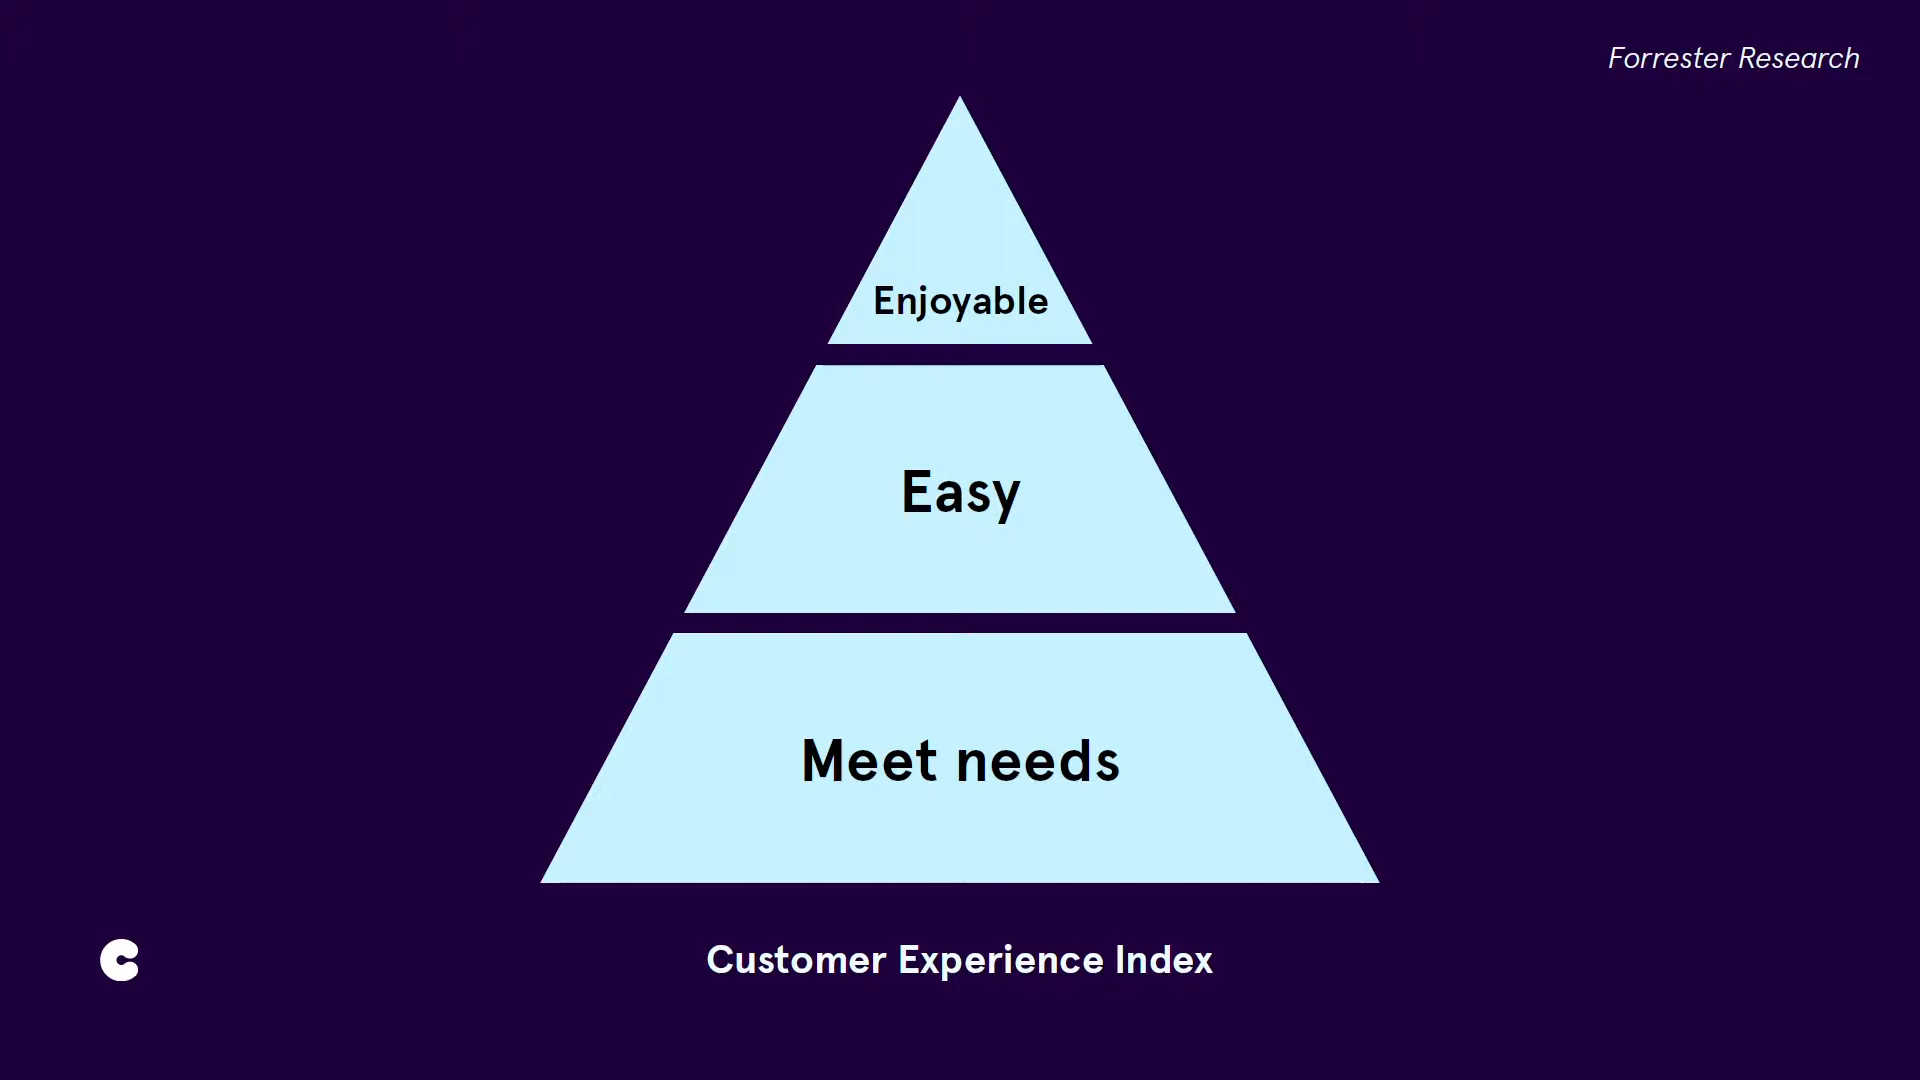 Forrester Research
Enjoyable
Easy
Meet needs
Customer Experience Index